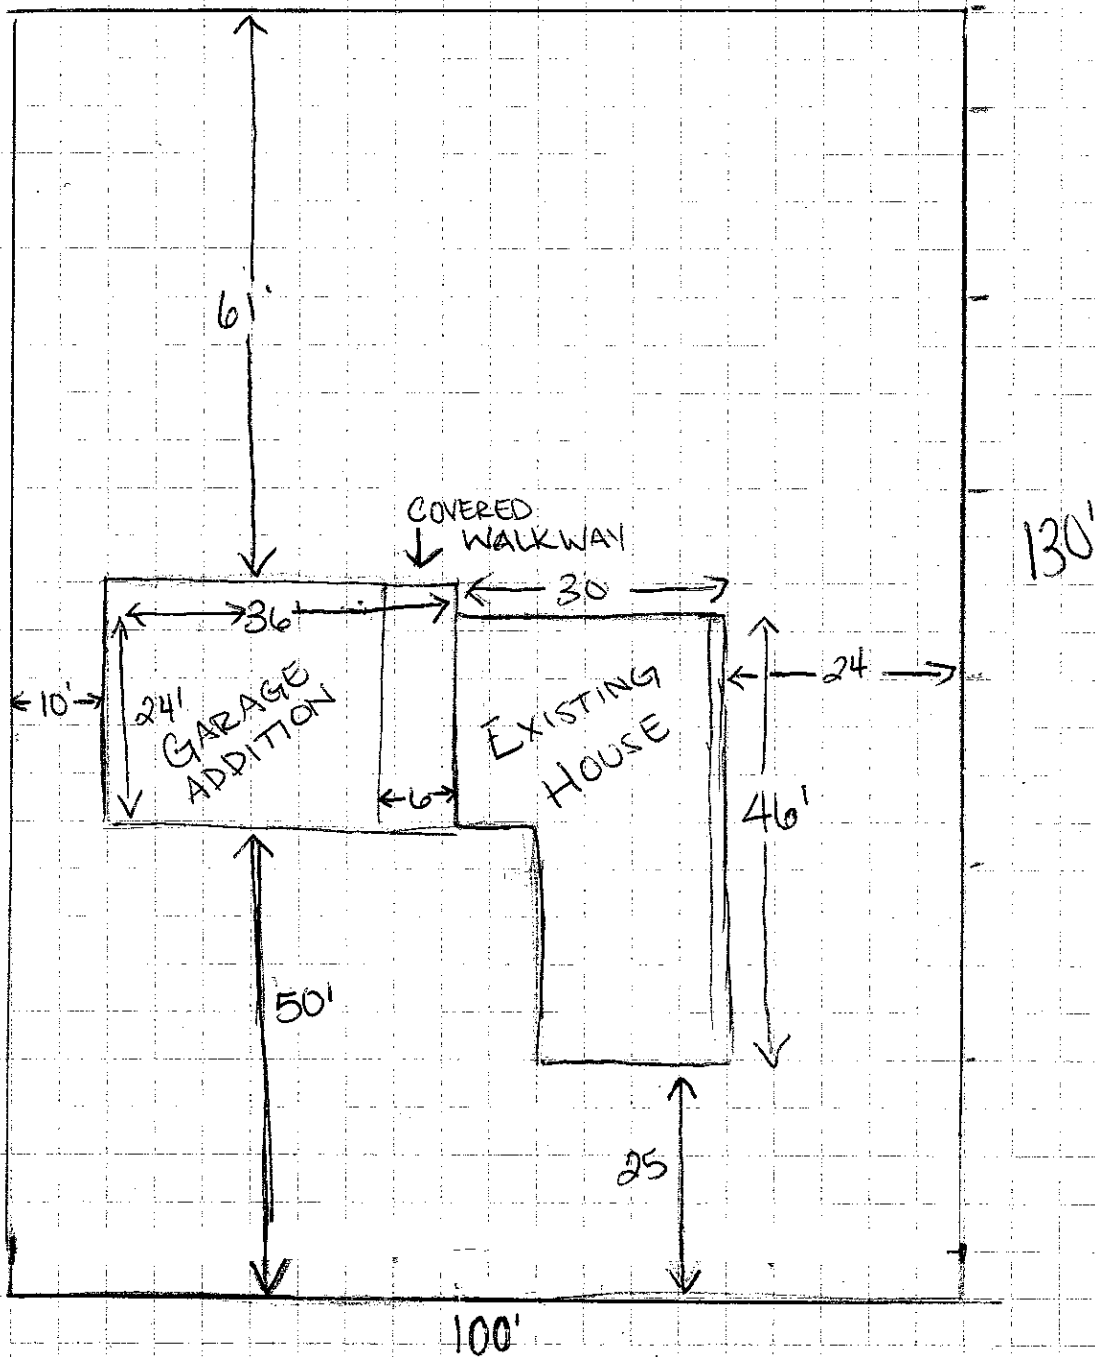 61'
COVERED
WALKWAY
130'
30
36
24
10'
24'
GARAGE
ADDITION
EXISTING
HOUSE
6
46'
50'
25
100'